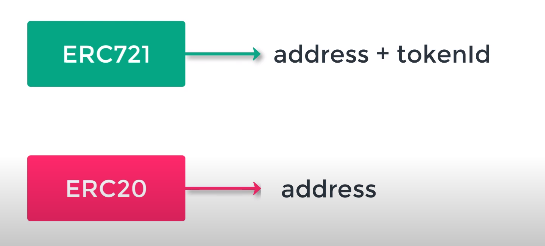 ERC721 address + tokenId
ERC20 address